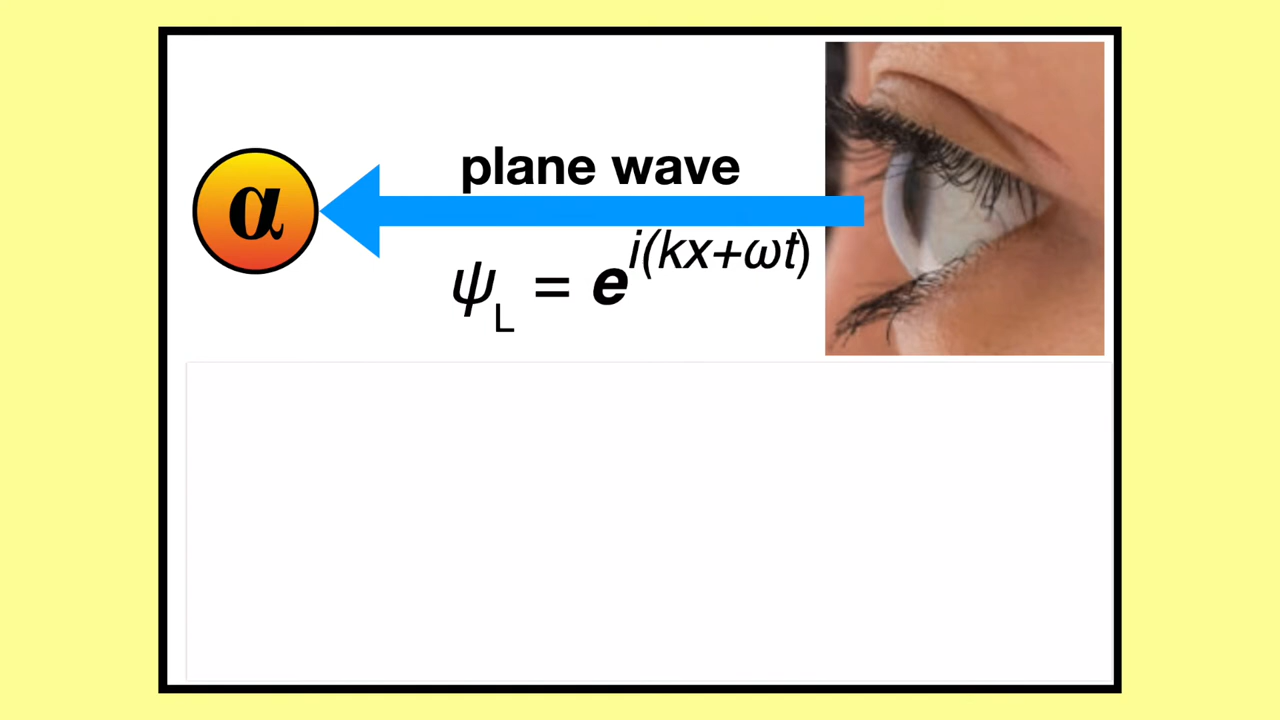 plane wave
α
ψL = e^i(kx+ωt)